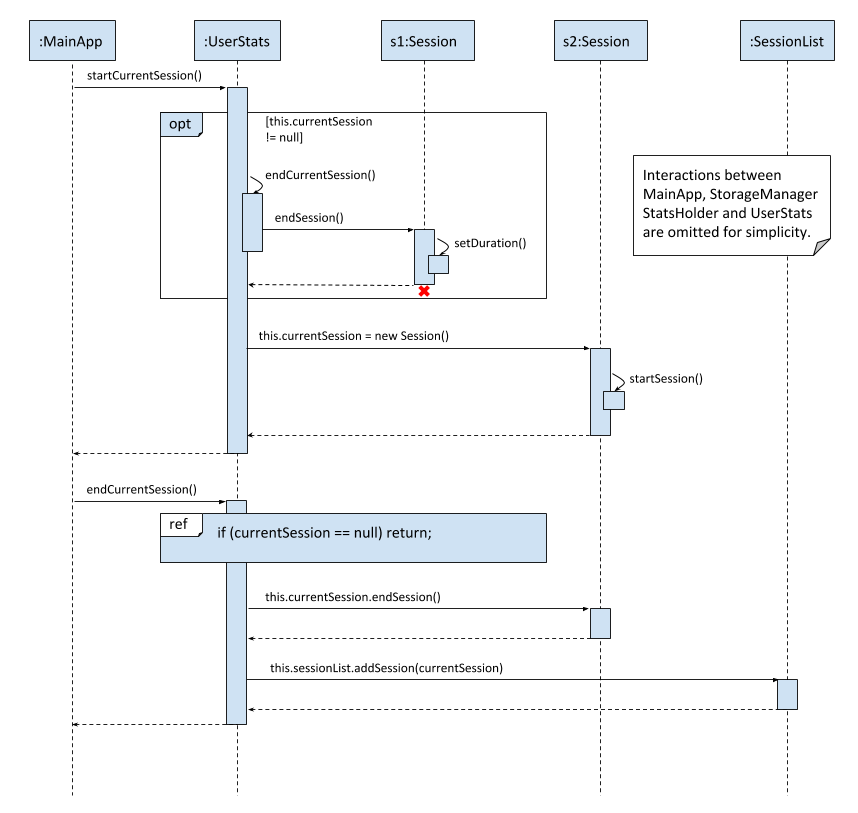 :MainApp
:UserStats
s1:Session
s2:Session
:SessionList
startCurrentSession()
opt
[this.currentSession
!= null]
endCurrentSession()
endSession()
setDuration()
Interactions between
MainApp, StorageManager
StatsHolder and UserStats
are omitted for simplicity.
this.currentSession = new Session()
startSession()
endCurrentSession()
ref
if (currentSession == null) return;
this.currentSession.endSession()
this.sessionList.addSession(currentSession)